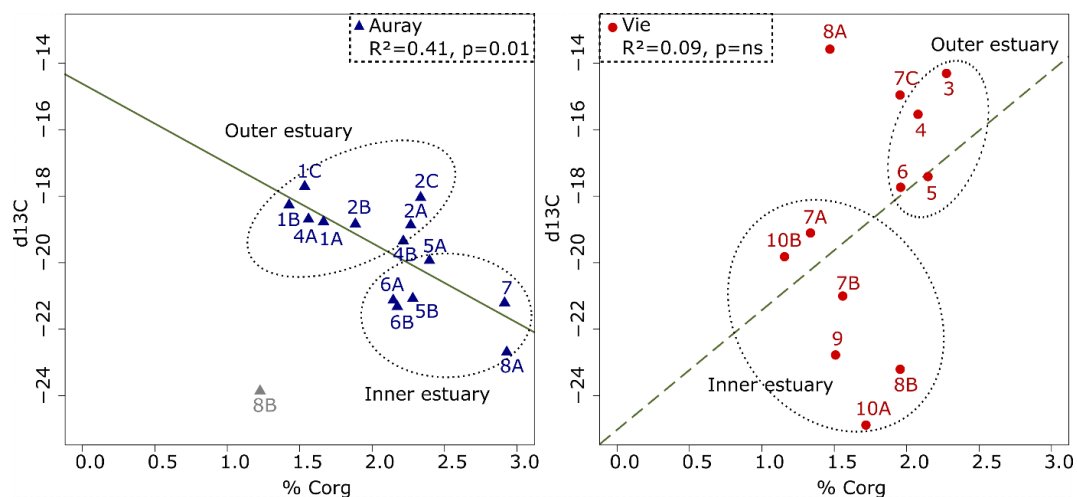 Auray
R²=0.41, p=0.01
Outer estuary
1C
2C
1B
2B
2A
4A
1A
4B
5A
6A
7
6B
5B
8A
Inner estuary
8B
−14
−16
−18
−20
−22
−24
d13C
0.0 0.5 1.0 1.5 2.0 2.5 3.0
% Corg
Vie
R²=0.09, p=ns
8A
Outer estuary
7C
3
4
6
5
7A
10B
7B
9
Inner estuary
8B
10A
−14
−16
−18
−20
−22
−24
d13C
0.0 0.5 1.0 1.5 2.0 2.5 3.0
% Corg